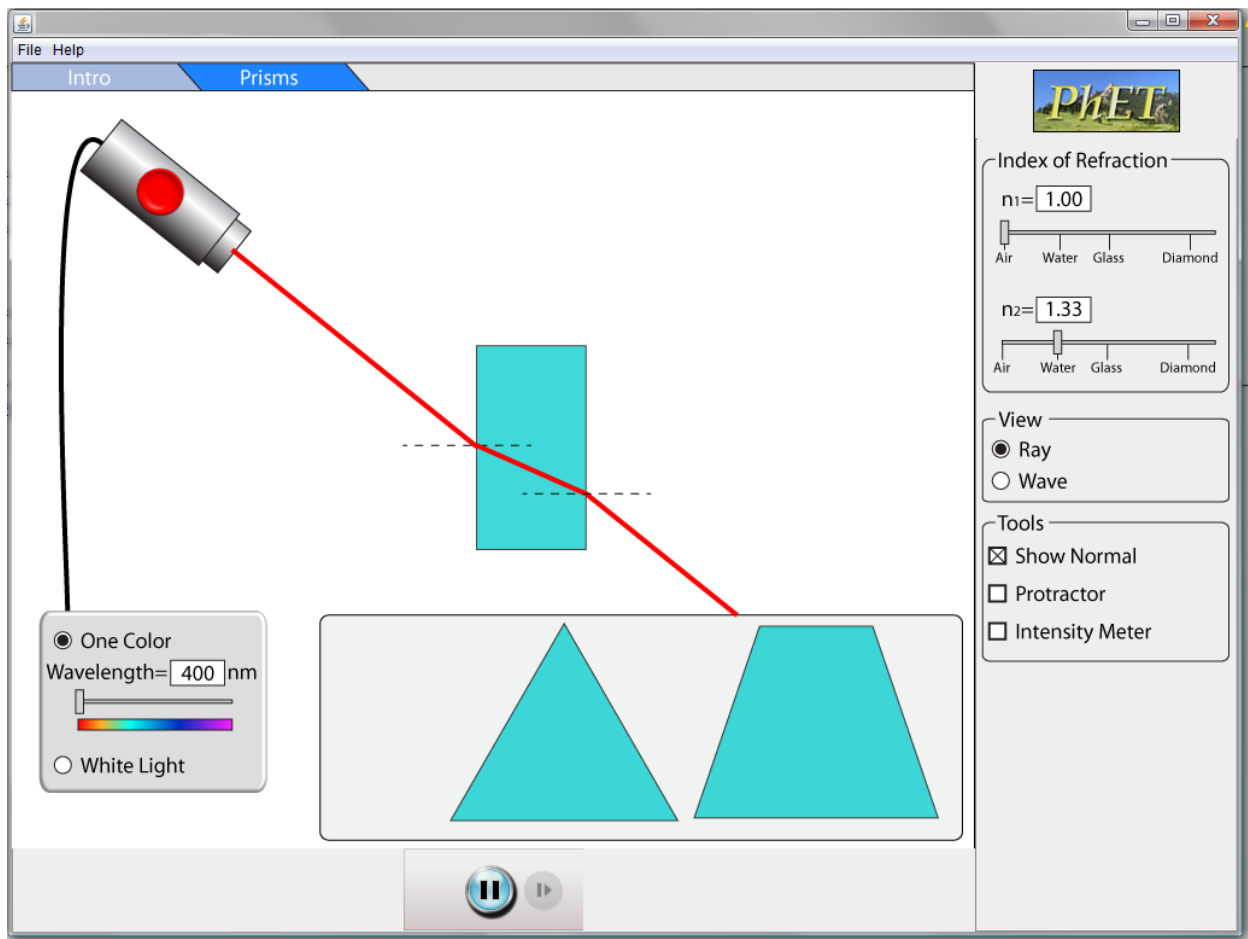 File Help
Intro Prisms
PhET
Index of Refraction
n1= 1.00
Air Water Glass Diamond
n2= 1.33
Air Water Glass Diamond
View
Ray
Wave
Tools
Show Normal
Protractor
Intensity Meter
One Color
Wavelength= 400 nm
White Light